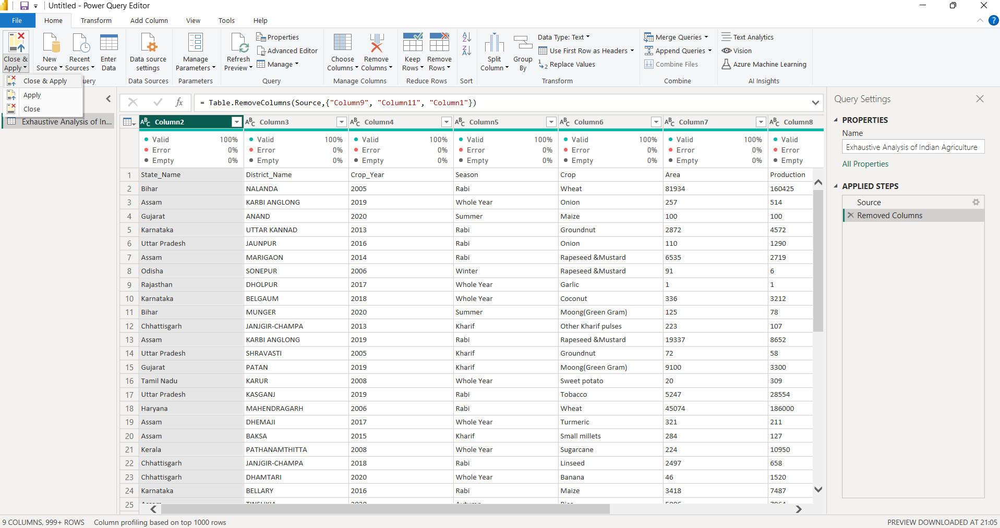 Untitled - Power Query Editor
File Home Transform Add Column View Tools Help
Close & Apply
New Source
Recent Sources
Enter Data
Data source settings
Data Sources
Manage Parameters
Parameters
Refresh Preview
Properties
Advanced Editor
Manage
Query
Choose Columns
Remove Columns
Manage Columns
Keep Rows
Remove Rows
Reduce Rows
Sort
Split Column
Group By
Data Type: Text
Use First Row as Headers
Replace Values
Transform
Merge Queries
Append Queries
Combine Files
Combine
Text Analytics
Vision
Azure Machine Learning
AI Insights
Close & Apply
Apply
Close
uery
Exhaustive Analysis of In...
fx = Table.RemoveColumns(Source,{"Column9", "Column11", "Column1"})
ABC Column2 ABC Column3 ABC Column4 ABC Column5 ABC Column6 ABC Column7 ABC Column8
Valid 100% Valid 100% Valid 100% Valid 100% Valid 100% Valid 100% Valid
Error 0% Error 0% Error 0% Error 0% Error 0% Error 0% Error
Empty 0% Empty 0% Empty 0% Empty 0% Empty 0% Empty 0% Empty
1 State_Name District_Name Crop_Year Season Crop Area Production
2 Bihar NALANDA 2005 Rabi Wheat 81934 160425
3 Assam KARBI ANGLONG 2019 Whole Year Onion 257 514
4 Gujarat ANAND 2020 Summer Maize 100 100
5 Karnataka UTTAR KANNAD 2013 Rabi Groundnut 2872 4572
6 Uttar Pradesh JAUNPUR 2016 Rabi Onion 110 1290
7 Assam MARIGAON 2014 Rabi Rapeseed &Mustard 6535 2719
8 Odisha SONEPUR 2006 Winter Rapeseed &Mustard 91 6
9 Rajasthan DHOLPUR 2017 Whole Year Garlic 1 1
10 Karnataka BELGAUM 2018 Whole Year Coconut 336 3212
11 Bihar MUNGER 2020 Summer Moong(Green Gram) 125 78
12 Chhattisgarh JANJGIR-CHAMPA 2013 Kharif Other Kharif pulses 223 107
13 Assam KARBI ANGLONG 2019 Rabi Rapeseed &Mustard 19337 8652
14 Uttar Pradesh SHRAVASTI 2005 Kharif Groundnut 72 58
15 Gujarat PATAN 2019 Kharif Moong(Green Gram) 9100 3300
16 Tamil Nadu KARUR 2008 Whole Year Sweet potato 20 309
17 Uttar Pradesh KASGANJ 2019 Rabi Tobacco 5247 28554
18 Haryana MAHENDRAGARH 2006 Rabi Wheat 45074 186000
19 Assam DHEMAJI 2017 Whole Year Turmeric 321 211
20 Assam BAKSA 2015 Kharif Small millets 284 127
21 Kerala PATHANAMTHITTA 2008 Whole Year Sugarcane 224 10950
22 Chhattisgarh JANJGIR-CHAMPA 2018 Rabi Linseed 2497 658
23 Chhattisgarh DHAMTARI 2020 Whole Year Banana 46 1520
24 Karnataka BELLARY 2016 Rabi Maize 3418 7487
25
Query Settings
PROPERTIES
Name
Exhaustive Analysis of Indian Agriculture
All Properties
APPLIED STEPS
Source
Removed Columns
9 COLUMNS, 999+ ROWS Column profiling based on top 1000 rows
PREVIEW DOWNLOADED AT 21:05